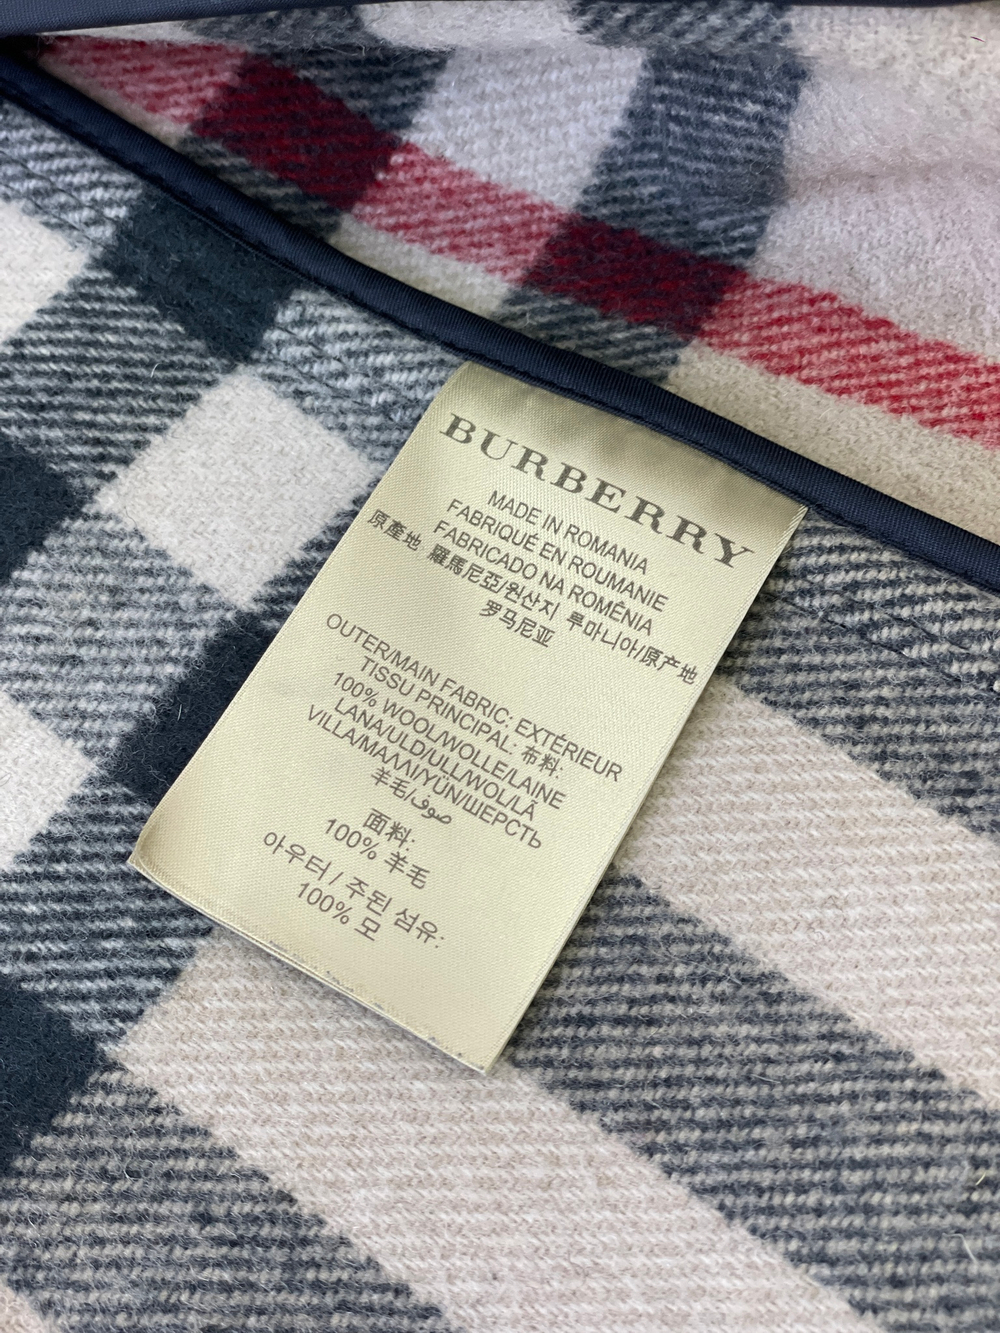 BURBERRY
MADE IN ROMANIA
FABRIQUÉ EN ROUMANIE
FABRICADO NA ROMÉNIA
原產地 羅馬尼亞/원산지 루마니아/原产地
罗马尼亚
OUTER/MAIN FABRIC: EXTÉRIEUR
TISSU PRINCIPAL: 布料:
100% WOOL/WOLLE/LAINE
LANA/ULD/ULL/WOL/LÃ
VILLA/ΜΑΛΛΙ/YÜN/ШЕРСТЬ
羊毛/صوف
面料:
100% 羊毛
아우터 / 주된 섬유:
100% 모